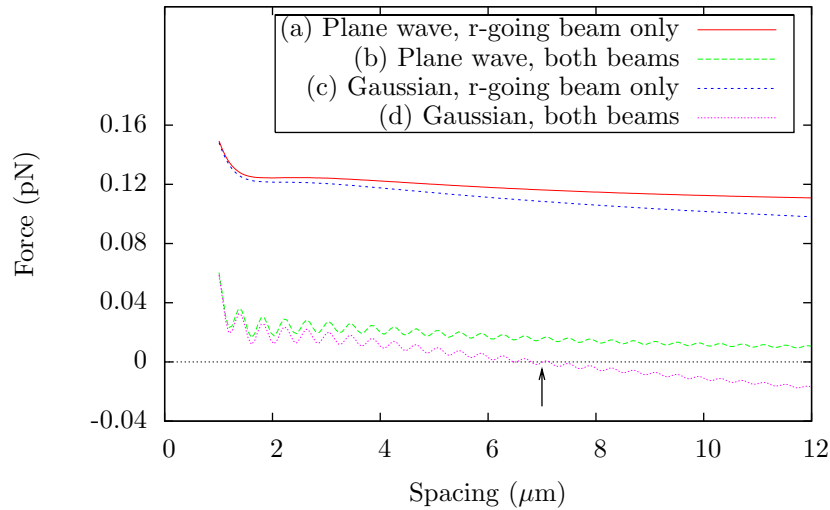 (a) Plane wave, r-going beam only
(b) Plane wave, both beams
(c) Gaussian, r-going beam only
(d) Gaussian, both beams
0.16
0.12
0.08
0.04
0
-0.04
Force (pN)
0 2 4 6 8 10 12
Spacing (μm)